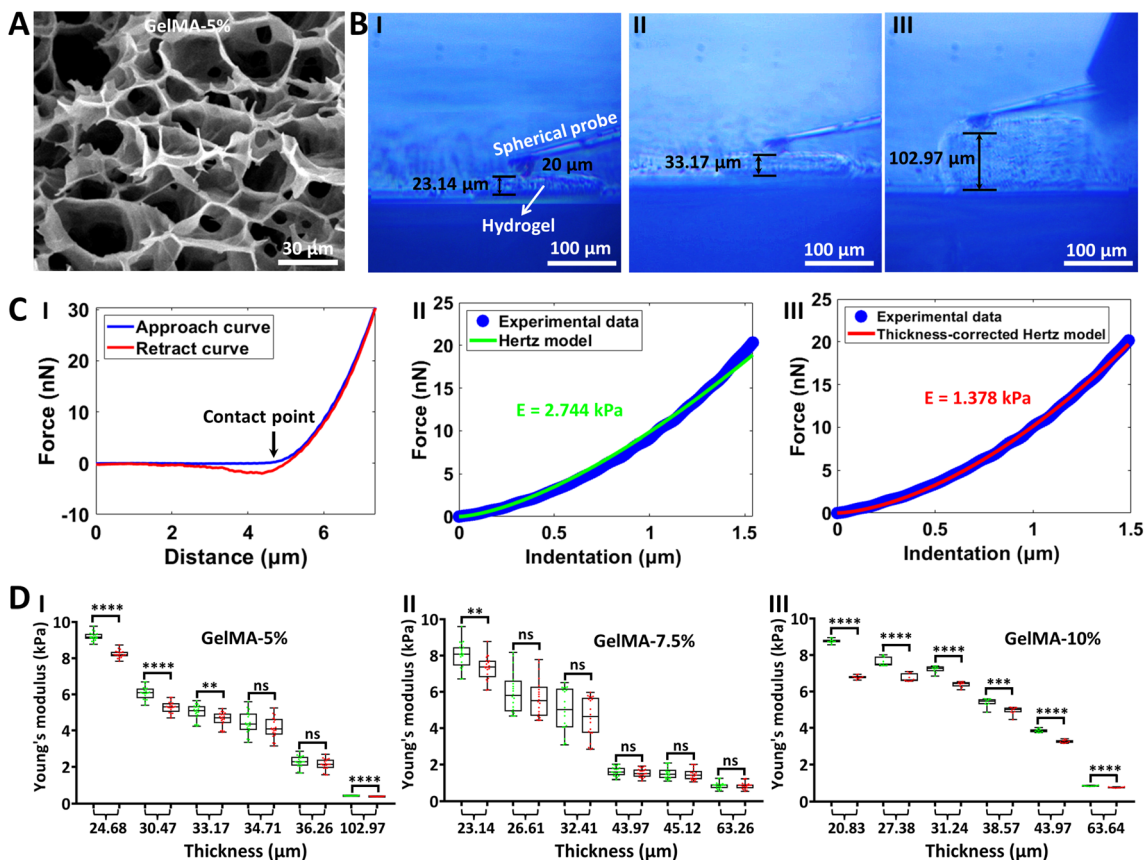 A
GelMA-5%
30 µm
B
I
Spherical probe
20 µm
23.14 µm
Hydrogel
100 µm
II
33.17 µm
100 µm
III
102.97 µm
100 µm
C
I
Approach curve
Retract curve
Contact point
Force (nN)
30
20
10
0
-10
0 2 4 6
Distance (µm)
II
Experimental data
Hertz model
E = 2.744 kPa
Force (nN)
25
20
15
10
5
0
0 0.5 1 1.5
Indentation (µm)
III
Experimental data
Thickness-corrected Hertz model
E = 1.378 kPa
Force (nN)
25
20
15
10
5
0
0 0.5 1.0 1.5
Indentation (µm)
D
I
GelMA-5%
Young's modulus (kPa)
10
8
6
4
2
0
**** **** ** ns ns ****
24.68 30.47 33.17 34.71 36.26 102.97
Thickness (µm)
II
GelMA-7.5%
Young's modulus (kPa)
10
8
6
4
2
0
** ns ns ns ns ns
23.14 26.61 32.41 43.97 45.12 63.26
Thickness (µm)
III
GelMA-10%
Young's modulus (kPa)
10
8
6
4
2
0
**** **** **** *** **** ****
20.83 27.38 31.24 38.57 43.97 63.64
Thickness (µm)